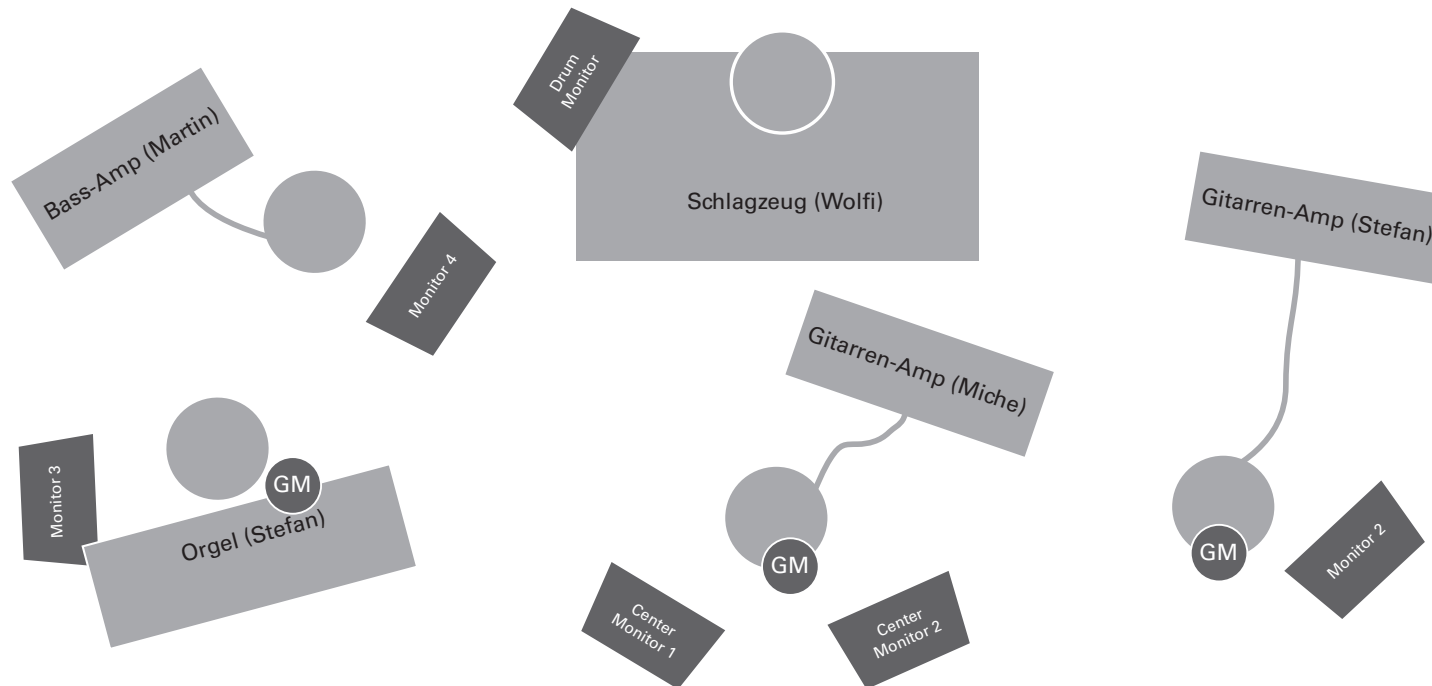 Drum
Monitor
Bass-Amp (Martin)
Schlagzeug (Wolfi)
Gitarren-Amp (Stefan)
Monitor 4
Gitarren-Amp (Miche)
Monitor 3
GM
Orgel (Stefan)
GM
GM
Monitor 2
Center
Monitor 1
Center
Monitor 2